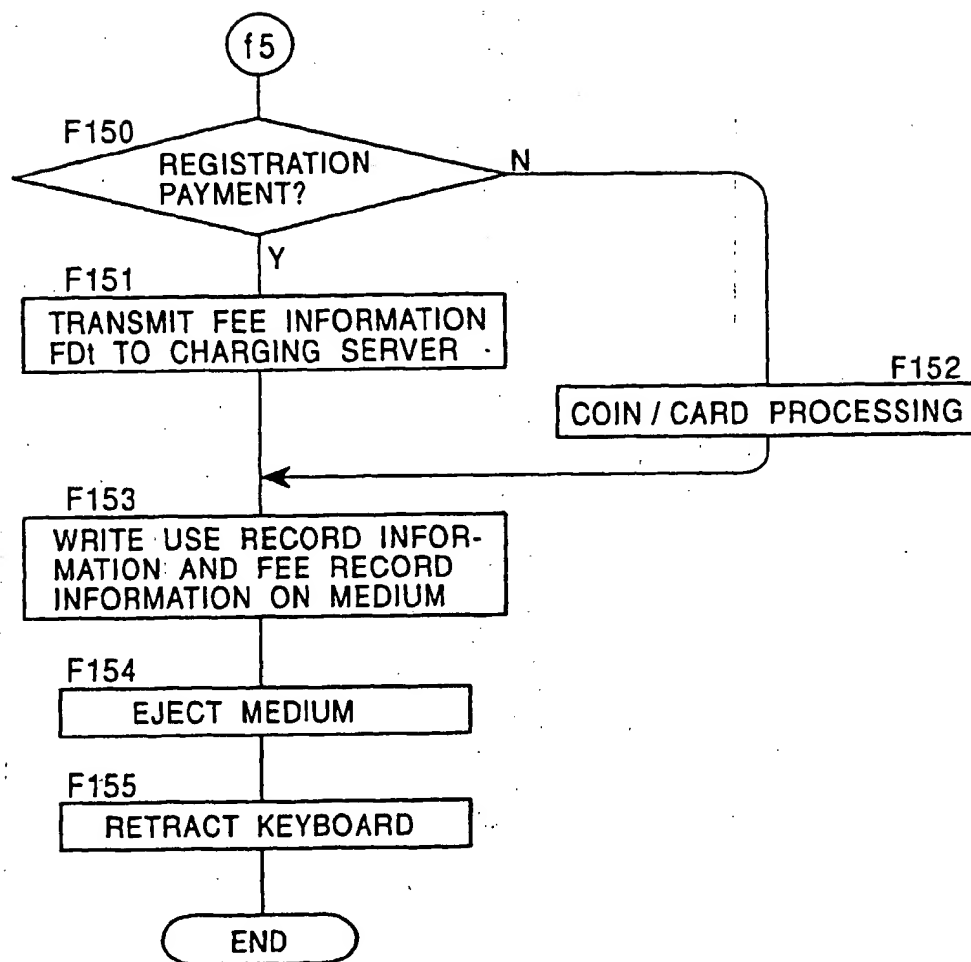 f5
F150
REGISTRATION
PAYMENT?
N
Y
F151
TRANSMIT FEE INFORMATION
FDt TO CHARGING SERVER
F152
COIN / CARD PROCESSING
F153
WRITE USE RECORD INFOR-
MATION AND FEE RECORD
INFORMATION ON MEDIUM
F154
EJECT MEDIUM
F155
RETRACT KEYBOARD
END